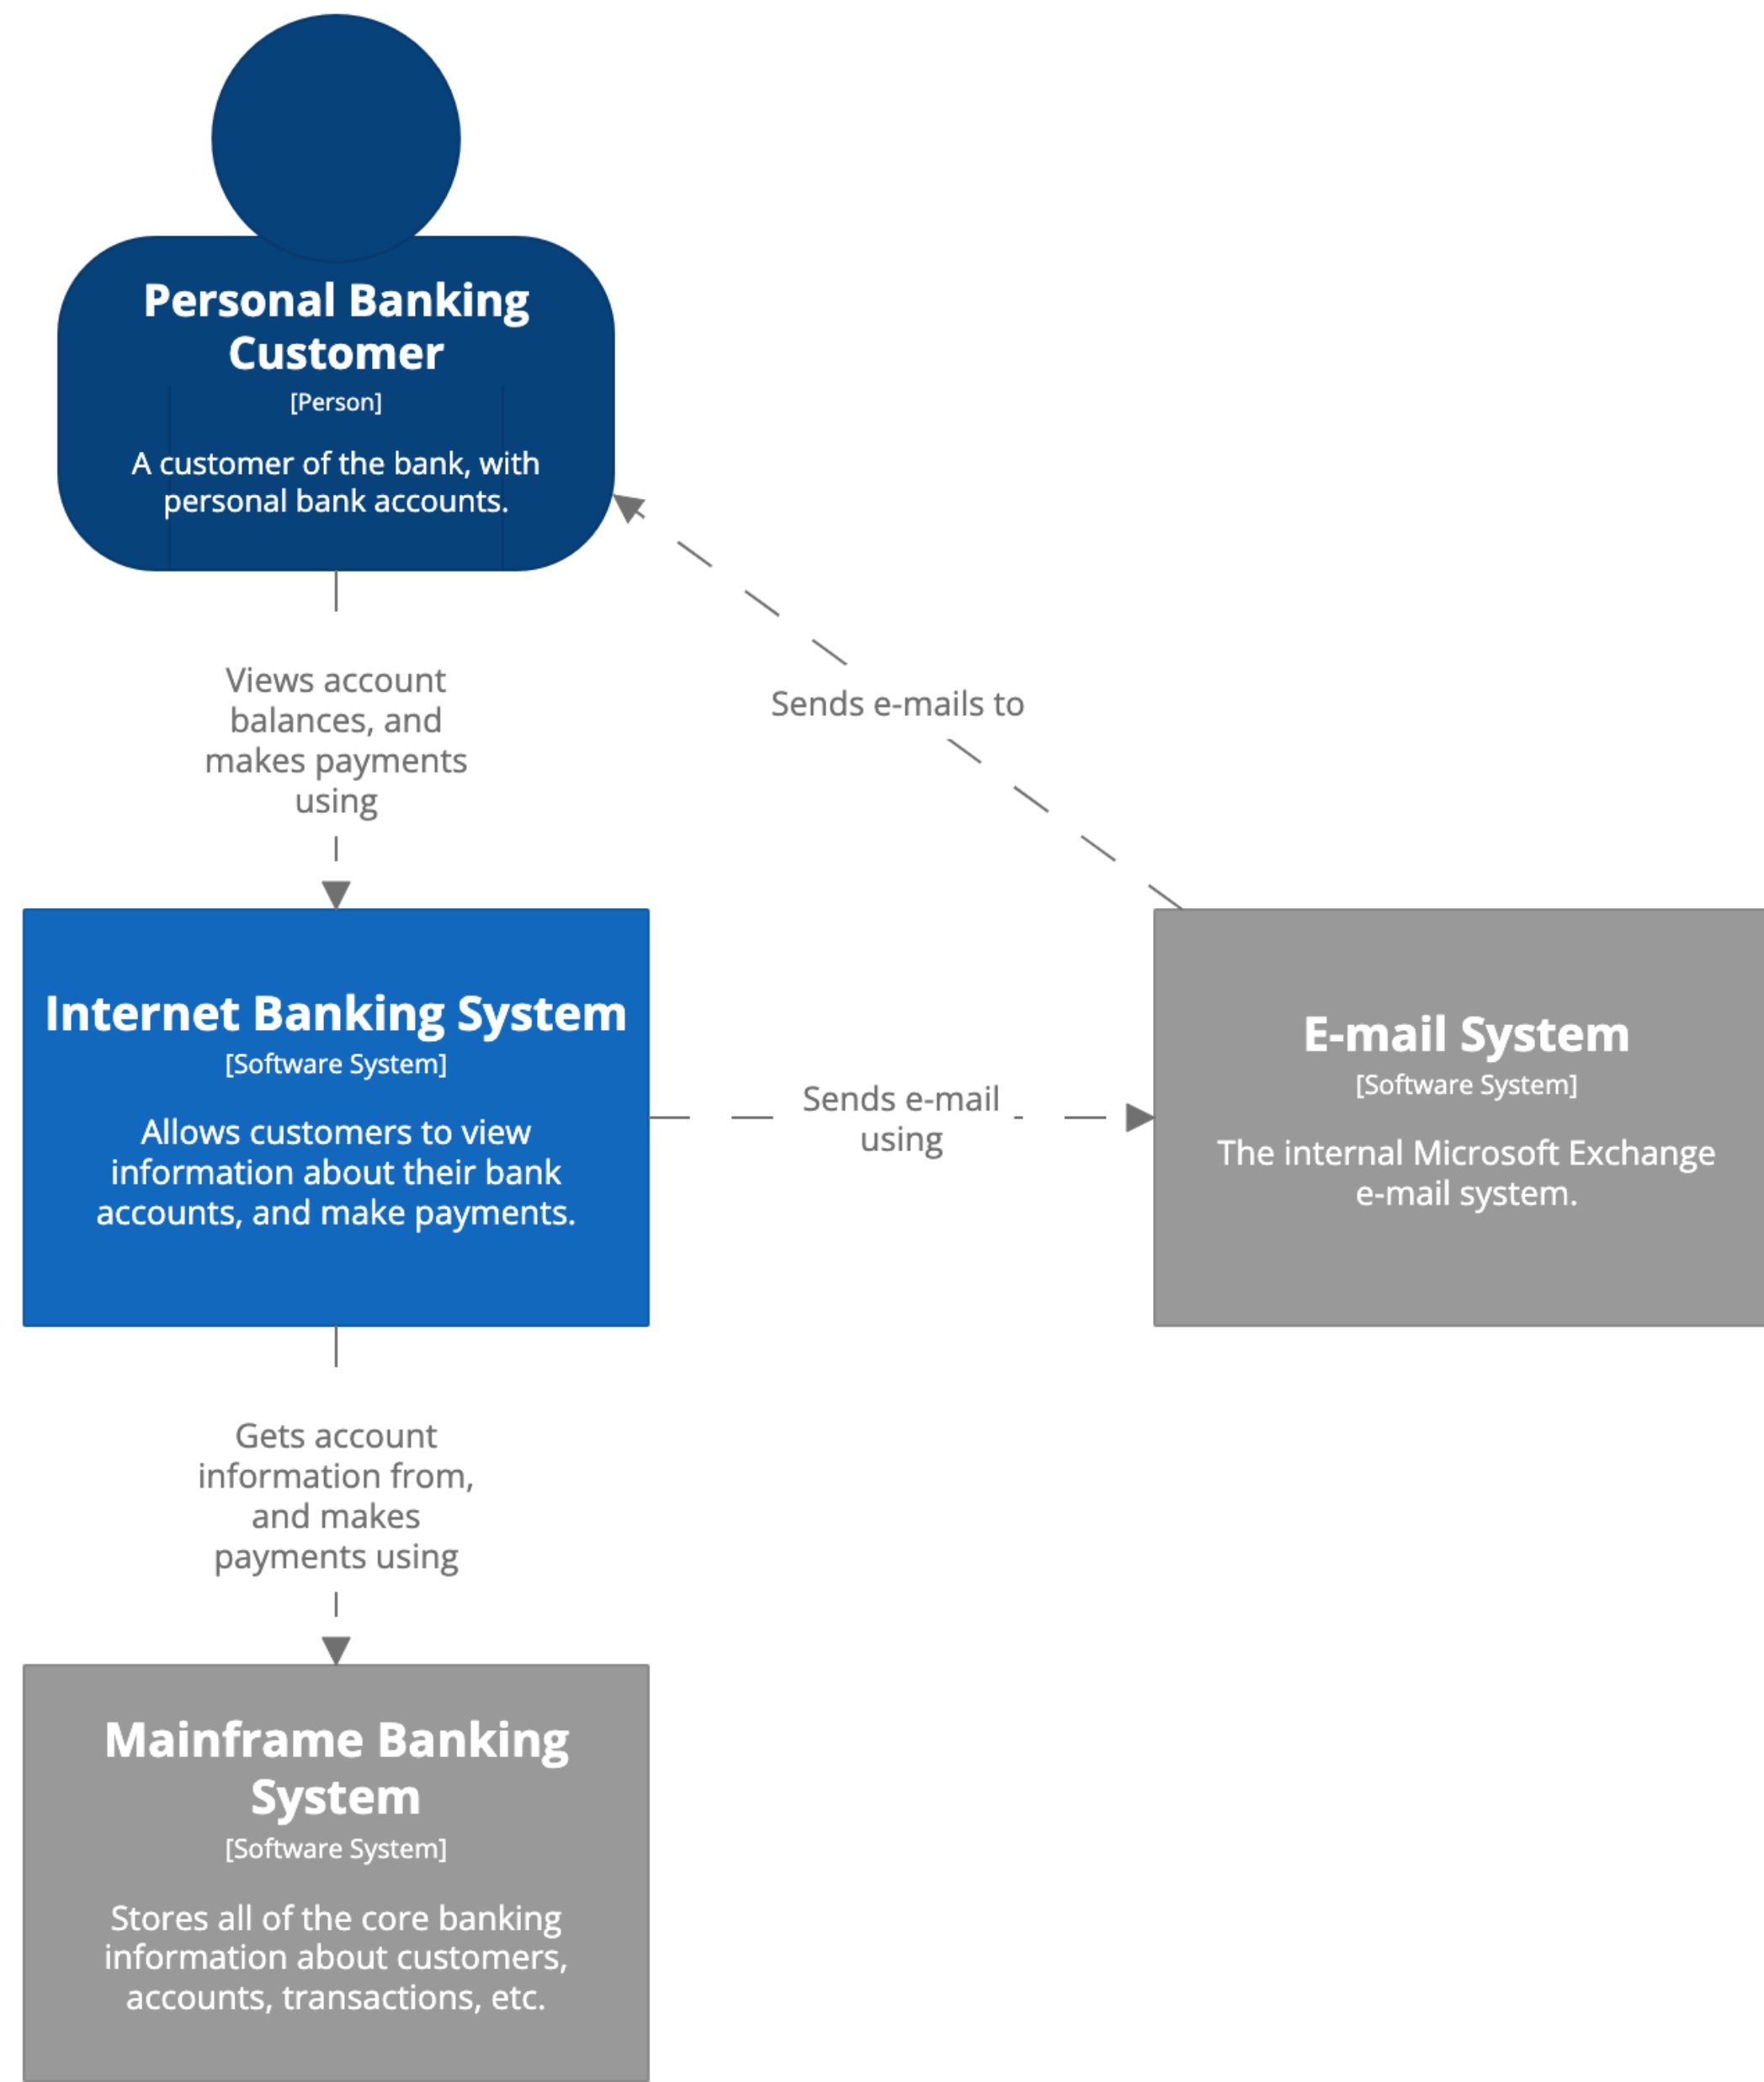 Personal Banking
Customer
[Person]
A customer of the bank, with
personal bank accounts.
Views account
balances, and
makes payments
using
Sends e-mails to
Internet Banking System
[Software System]
Allows customers to view
information about their bank
accounts, and make payments.
Sends e-mail
using
E-mail System
[Software System]
The internal Microsoft Exchange
e-mail system.
Gets account
information from,
and makes
payments using
Mainframe Banking
System
[Software System]
Stores all of the core banking
information about customers,
accounts, transactions, etc.